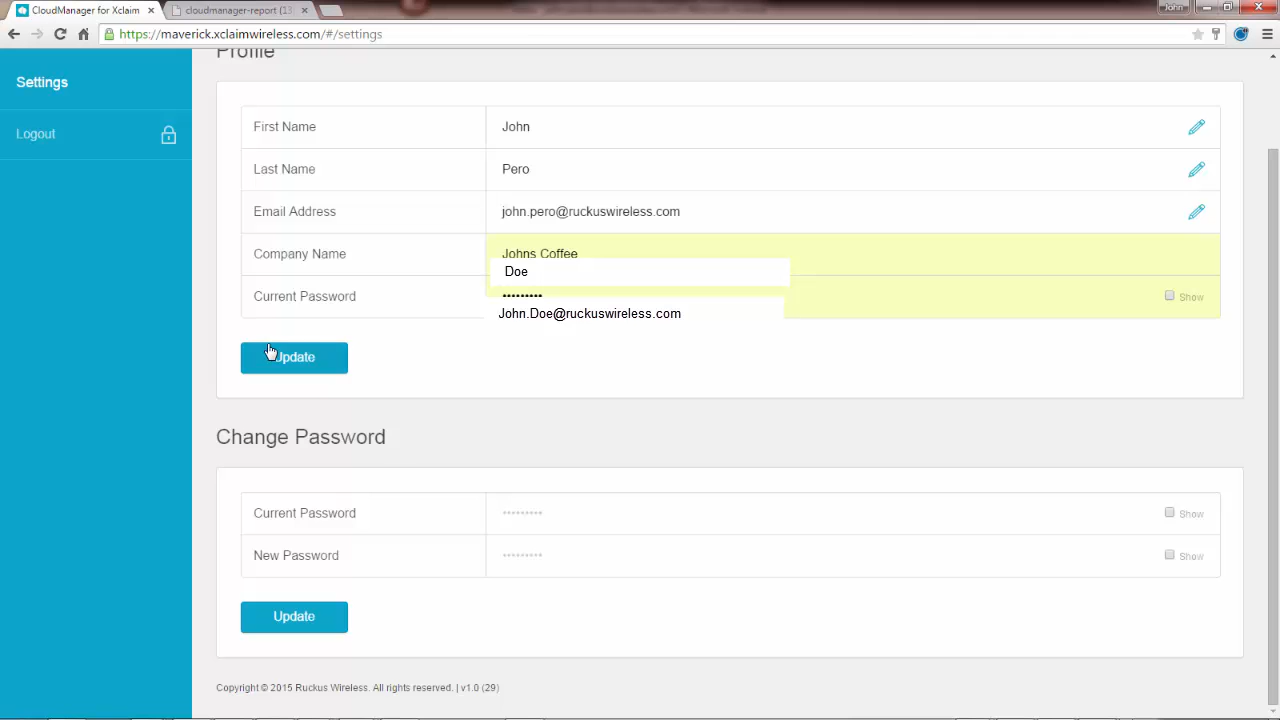 CloudManager for Xclaim
cloudmanager-report (13)
John
https://maverick.xclaimwireless.com/#/settings
Profile
Settings
Logout
First Name John
Last Name Pero
Email Address john.pero@ruckuswireless.com
Company Name Johns Coffee
Doe
Current Password ••••••••• Show
John.Doe@ruckuswireless.com
Update
Change Password
Current Password ••••••••• Show
New Password ••••••••• Show
Update
Copyright © 2015 Ruckus Wireless. All rights reserved. | v1.0 (29)